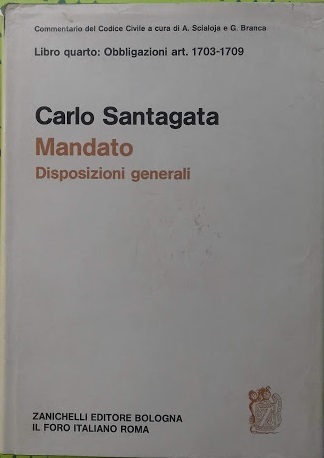 Commentario del Codice Civile a cura di A. Scialoja e G. Branca
Libro quarto: Obbligazioni art. 1703-1709
Carlo Santagata
Mandato
Disposizioni generali
ZANICHELLI EDITORE BOLOGNA
IL FORO ITALIANO ROMA